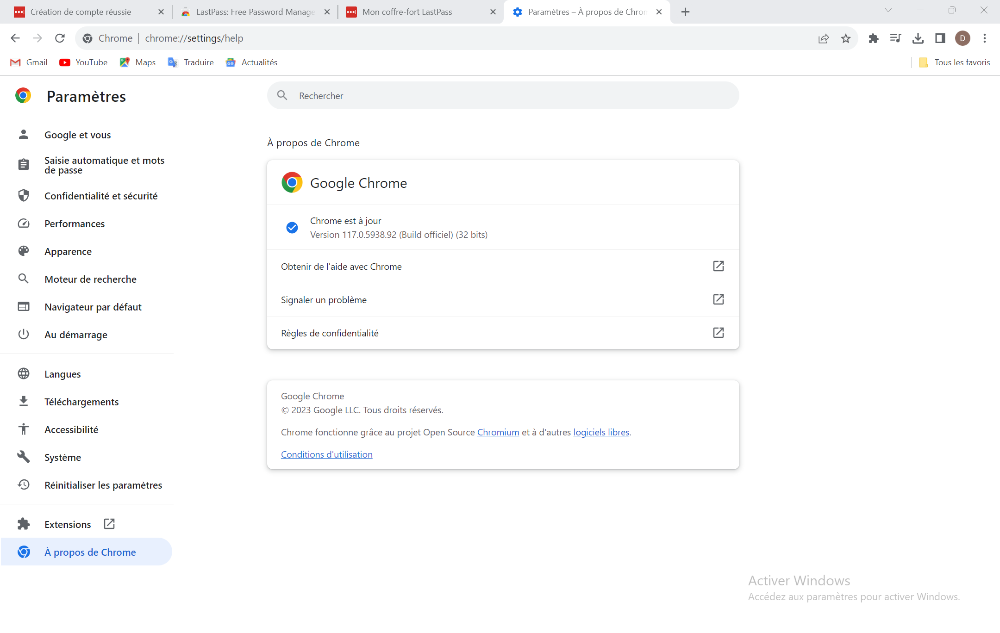 Création de compte réussie
LastPass: Free Password Manage
Mon coffre-fort LastPass
Paramètres – À propos de Chron
Chrome
chrome://settings/help
D
Gmail
YouTube
Maps
Traduire
Actualités
Tous les favoris
Paramètres
Rechercher
Google et vous
Saisie automatique et mots
de passe
Confidentialité et sécurité
Performances
Apparence
Moteur de recherche
Navigateur par défaut
Au démarrage
Langues
Téléchargements
Accessibilité
Système
Réinitialiser les paramètres
Extensions
À propos de Chrome
À propos de Chrome
Google Chrome
Chrome est à jour
Version 117.0.5938.92 (Build officiel) (32 bits)
Obtenir de l'aide avec Chrome
Signaler un problème
Règles de confidentialité
Google Chrome
© 2023 Google LLC. Tous droits réservés.
Chrome fonctionne grâce au projet Open Source Chromium et à d'autres logiciels libres.
Conditions d'utilisation
Activer Windows
Accédez aux paramètres pour activer Windows.